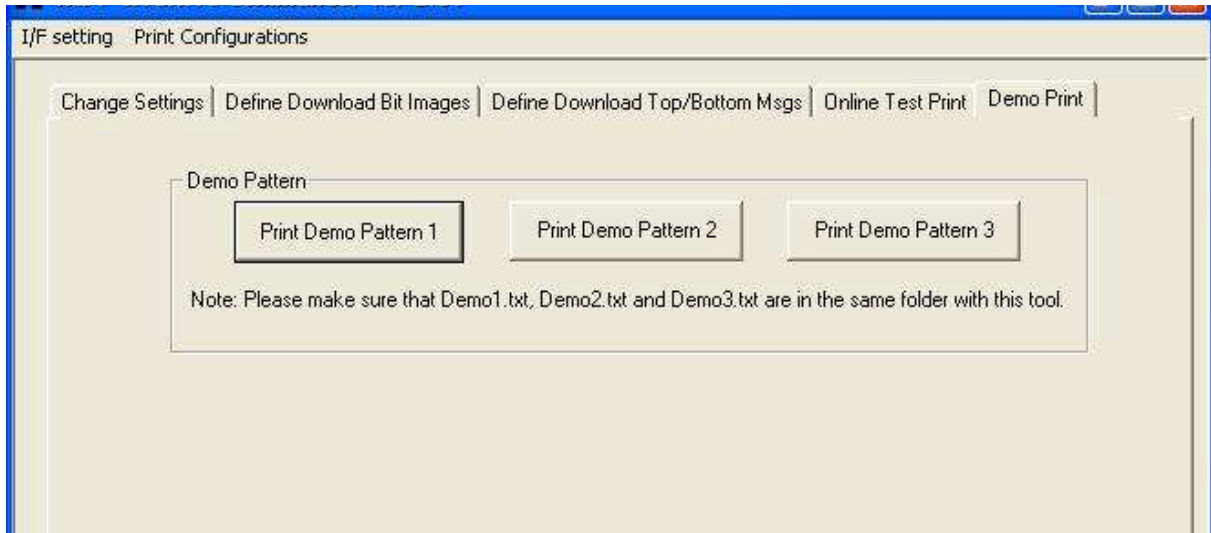 I/F setting Print Configurations
Change Settings Define Download Bit Images Define Download Top/Bottom Msgs Online Test Print Demo Print
Demo Pattern
Print Demo Pattern 1 Print Demo Pattern 2 Print Demo Pattern 3
Note: Please make sure that Demo1.txt, Demo2.txt and Demo3.txt are in the same folder with this tool.